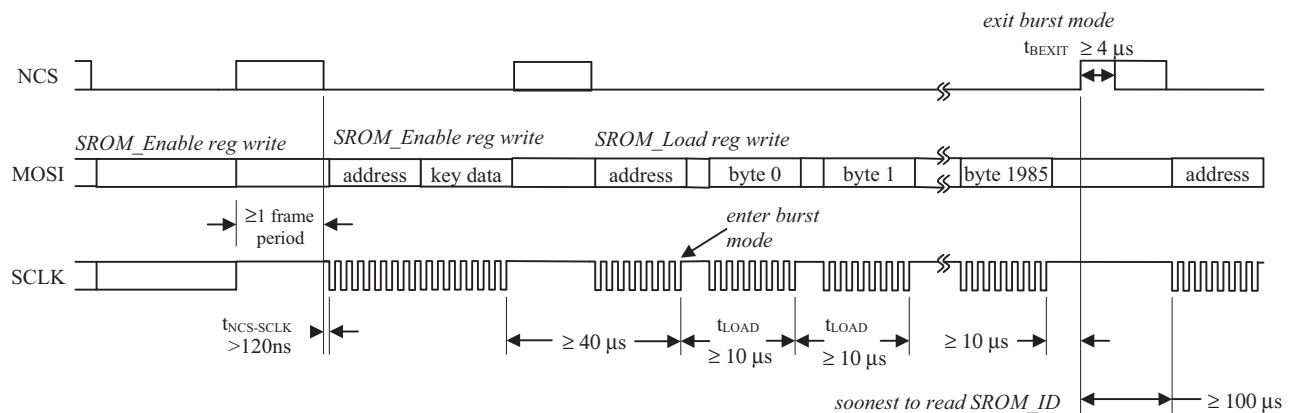 exit burst mode
tBEXIT ≥ 4 μs
NCS
SROM_Enable reg write
SROM_Enable reg write
SROM_Load reg write
MOSI
address
key data
address
byte 0
byte 1
byte 1985
address
≥1 frame
period
enter burst
mode
SCLK
tNCS-SCLK
>120ns
≥ 40 μs
tLOAD
≥ 10 μs
tLOAD
≥ 10 μs
≥ 10 μs
soonest to read SROM_ID
≥ 100 μs